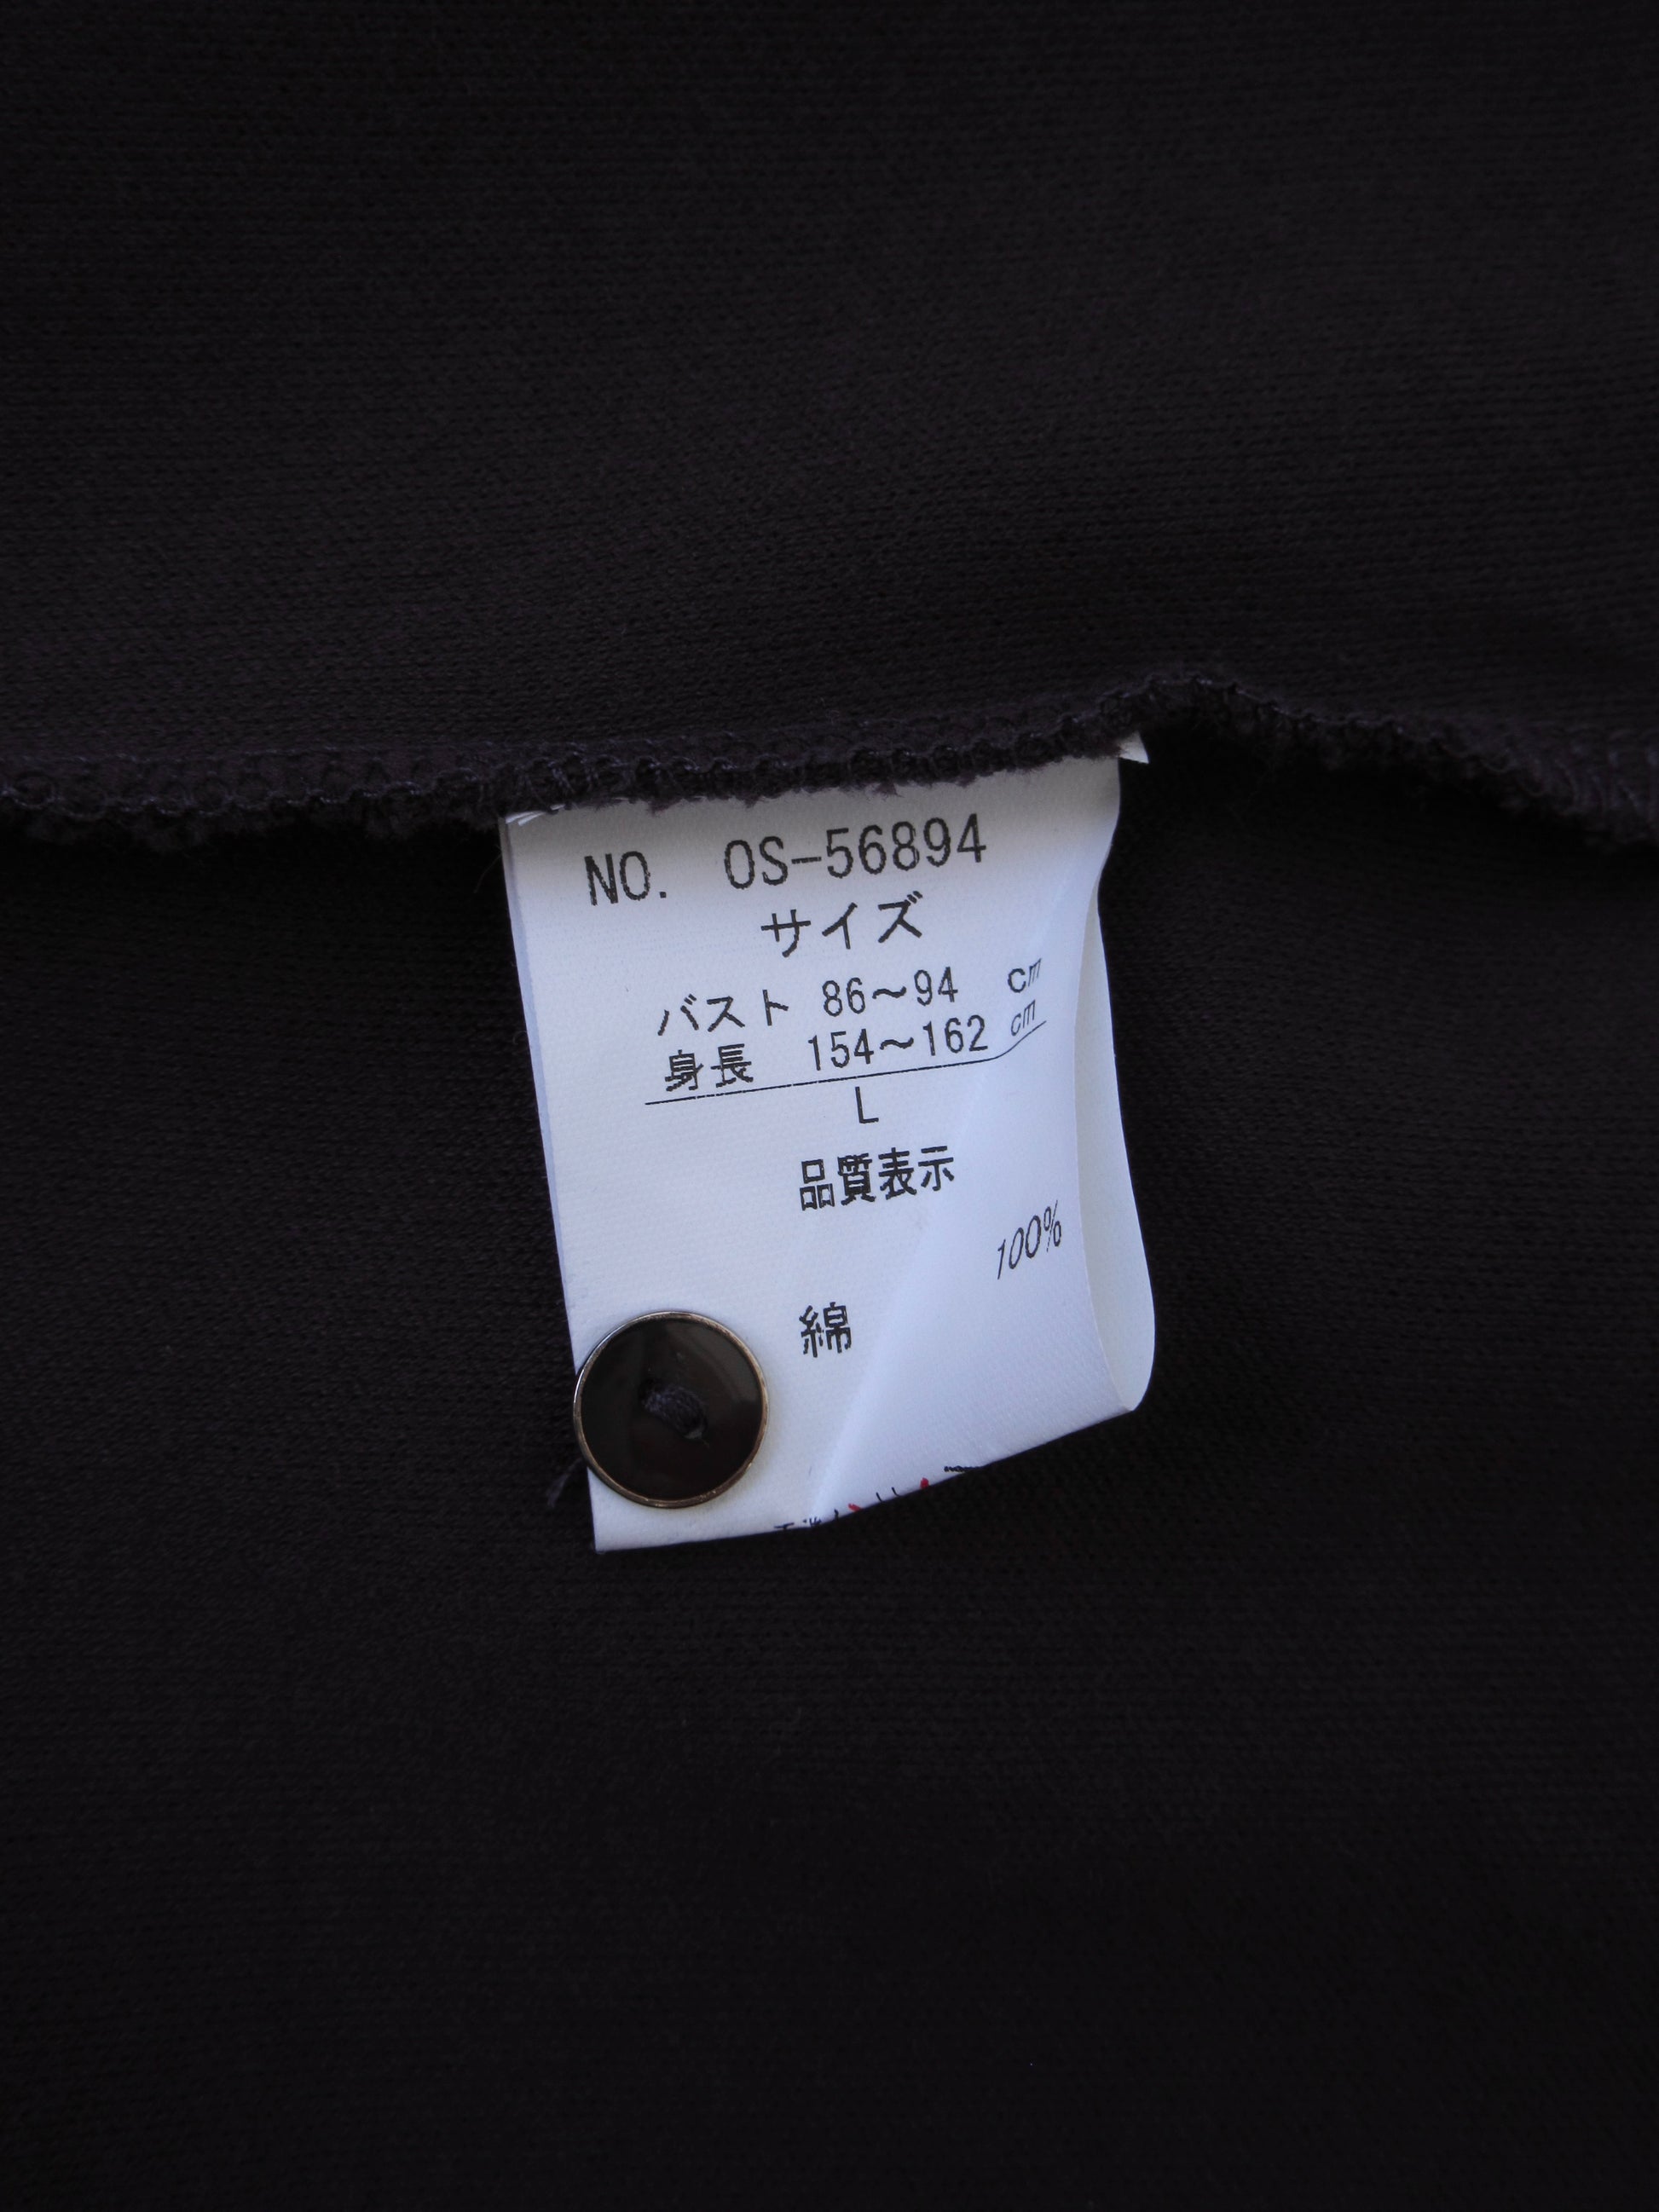 NO. OS-56894
サイズ
バスト 86〜94 cm
身長 154〜162 cm
L
品質表示
100%
綿